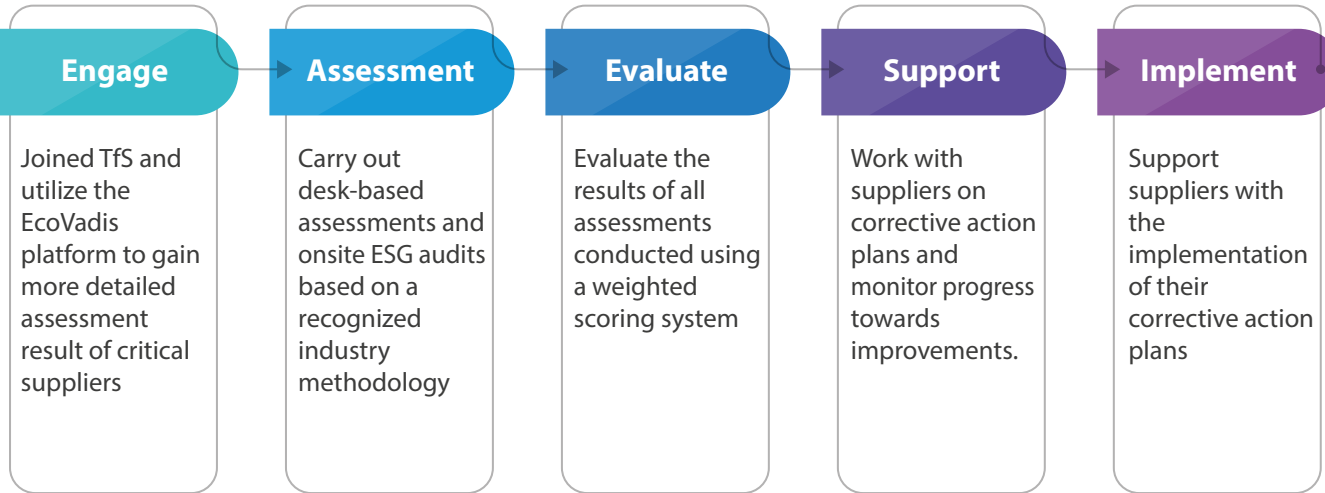 Engage
Joined TfS and
utilize the
EcoVadis
platform to gain
more detailed
assessment
result of critical
suppliers
Assessment
Carry out
desk-based
assessments and
onsite ESG audits
based on a
recognized
industry
methodology
Evaluate
Evaluate the
results of all
assessments
conducted using
a weighted
scoring system
Support
Work with
suppliers on
corrective action
plans and
monitor progress
towards
improvements.
Implement
Support
suppliers with
the
implementation
of their
corrective action
plans